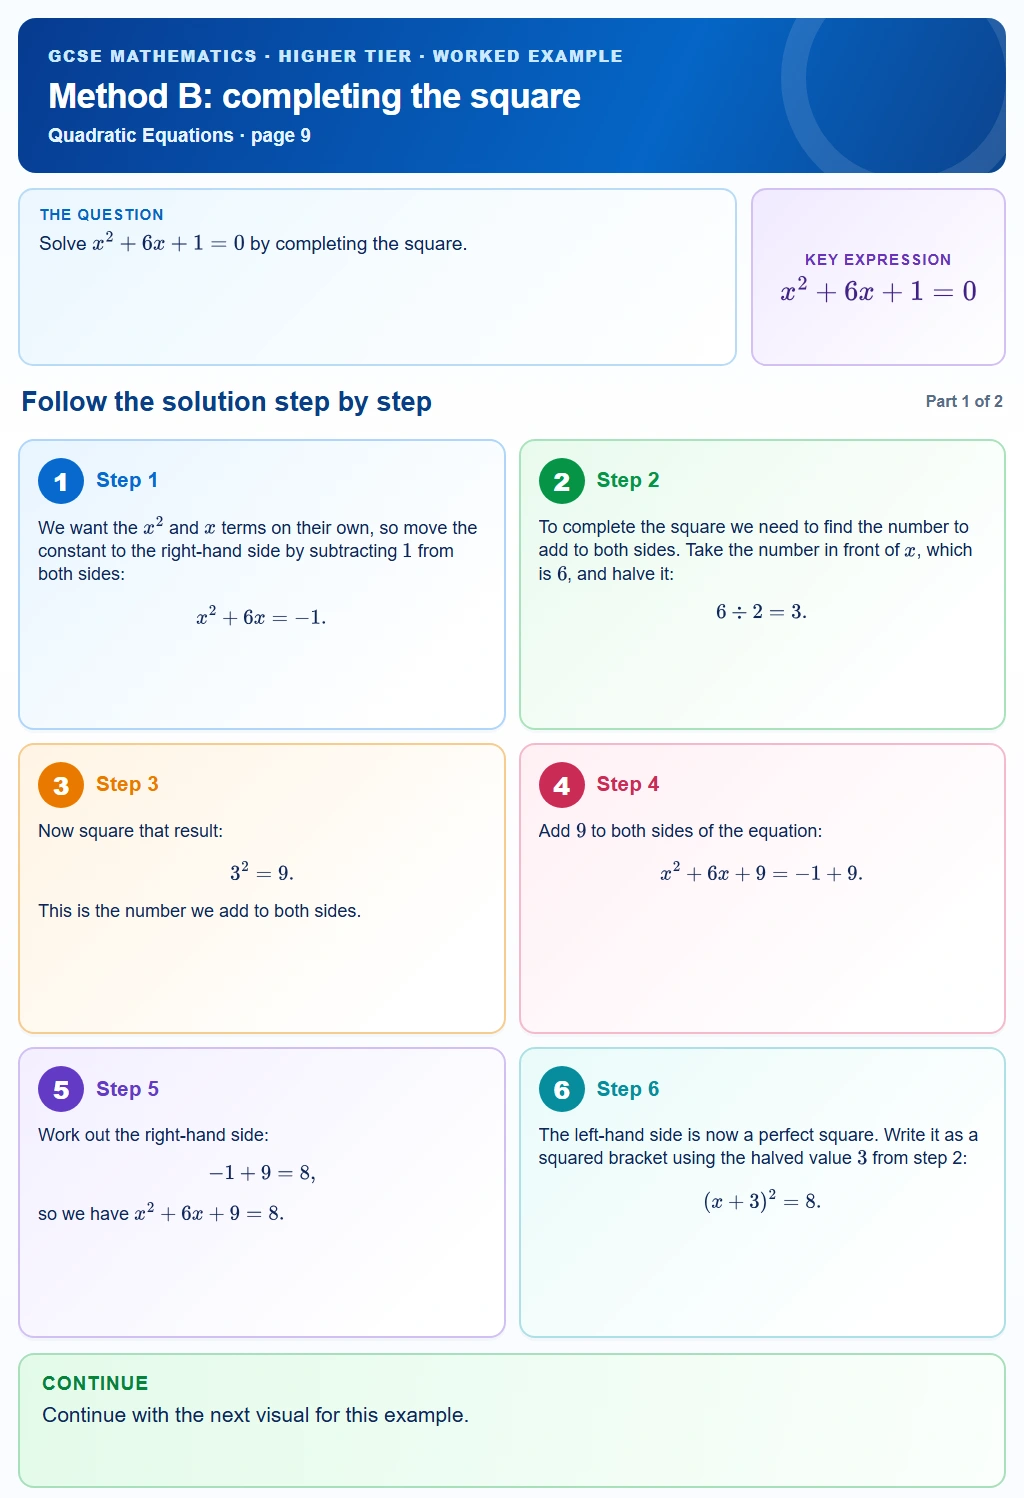 GCSE MATHEMATICS · HIGHER TIER · WORKED EXAMPLE
Method B: completing the square
Quadratic Equations · page 9
THE QUESTION
Solve x² + 6x + 1 = 0 by completing the square.
KEY EXPRESSION
x² + 6x + 1 = 0
Follow the solution step by step
Part 1 of 2
1 Step 1
We want the x² and x terms on their own, so move the
constant to the right-hand side by subtracting 1 from
both sides:
x² + 6x = −1.
2 Step 2
To complete the square we need to find the number to
add to both sides. Take the number in front of x, which
is 6, and halve it:
6 ÷ 2 = 3.
3 Step 3
Now square that result:
3² = 9.
This is the number we add to both sides.
4 Step 4
Add 9 to both sides of the equation:
x² + 6x + 9 = −1 + 9.
5 Step 5
Work out the right-hand side:
−1 + 9 = 8,
so we have x² + 6x + 9 = 8.
6 Step 6
The left-hand side is now a perfect square. Write it as a
squared bracket using the halved value 3 from step 2:
(x + 3)² = 8.
CONTINUE
Continue with the next visual for this example.